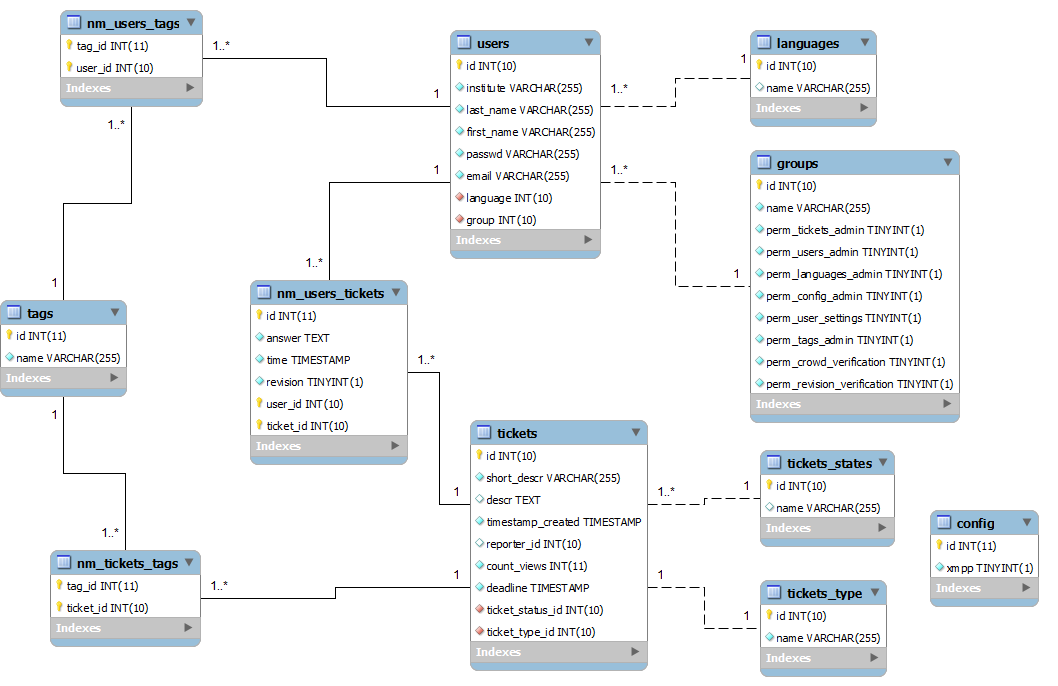 nm_users_tags
tag_id INT(11)
user_id INT(10)
Indexes
1..*
1..*
1
1
users
id INT(10)
institute VARCHAR(255)
last_name VARCHAR(255)
first_name VARCHAR(255)
passwd VARCHAR(255)
email VARCHAR(255)
language INT(10)
group INT(10)
Indexes
1..*
1
1..*
1
languages
id INT(10)
name VARCHAR(255)
Indexes
groups
id INT(10)
name VARCHAR(255)
perm_tickets_admin TINYINT(1)
perm_users_admin TINYINT(1)
perm_languages_admin TINYINT(1)
perm_config_admin TINYINT(1)
perm_user_settings TINYINT(1)
perm_tags_admin TINYINT(1)
perm_crowd_verification TINYINT(1)
perm_revision_verification TINYINT(1)
Indexes
1
tags
id INT(11)
name VARCHAR(255)
Indexes
1
1..*
nm_users_tickets
id INT(11)
answer TEXT
time TIMESTAMP
revision TINYINT(1)
user_id INT(10)
ticket_id INT(10)
Indexes
1..*
1
tickets
id INT(10)
short_descr VARCHAR(255)
descr TEXT
timestamp_created TIMESTAMP
reporter_id INT(10)
count_views INT(11)
deadline TIMESTAMP
ticket_status_id INT(10)
ticket_type_id INT(10)
Indexes
1..*
1
tickets_states
id INT(10)
name VARCHAR(255)
Indexes
config
id INT(11)
xmpp TINYINT(1)
Indexes
1..*
nm_tickets_tags
tag_id INT(11)
ticket_id INT(10)
Indexes
1..*
1
1
1
tickets_type
id INT(10)
name VARCHAR(255)
Indexes